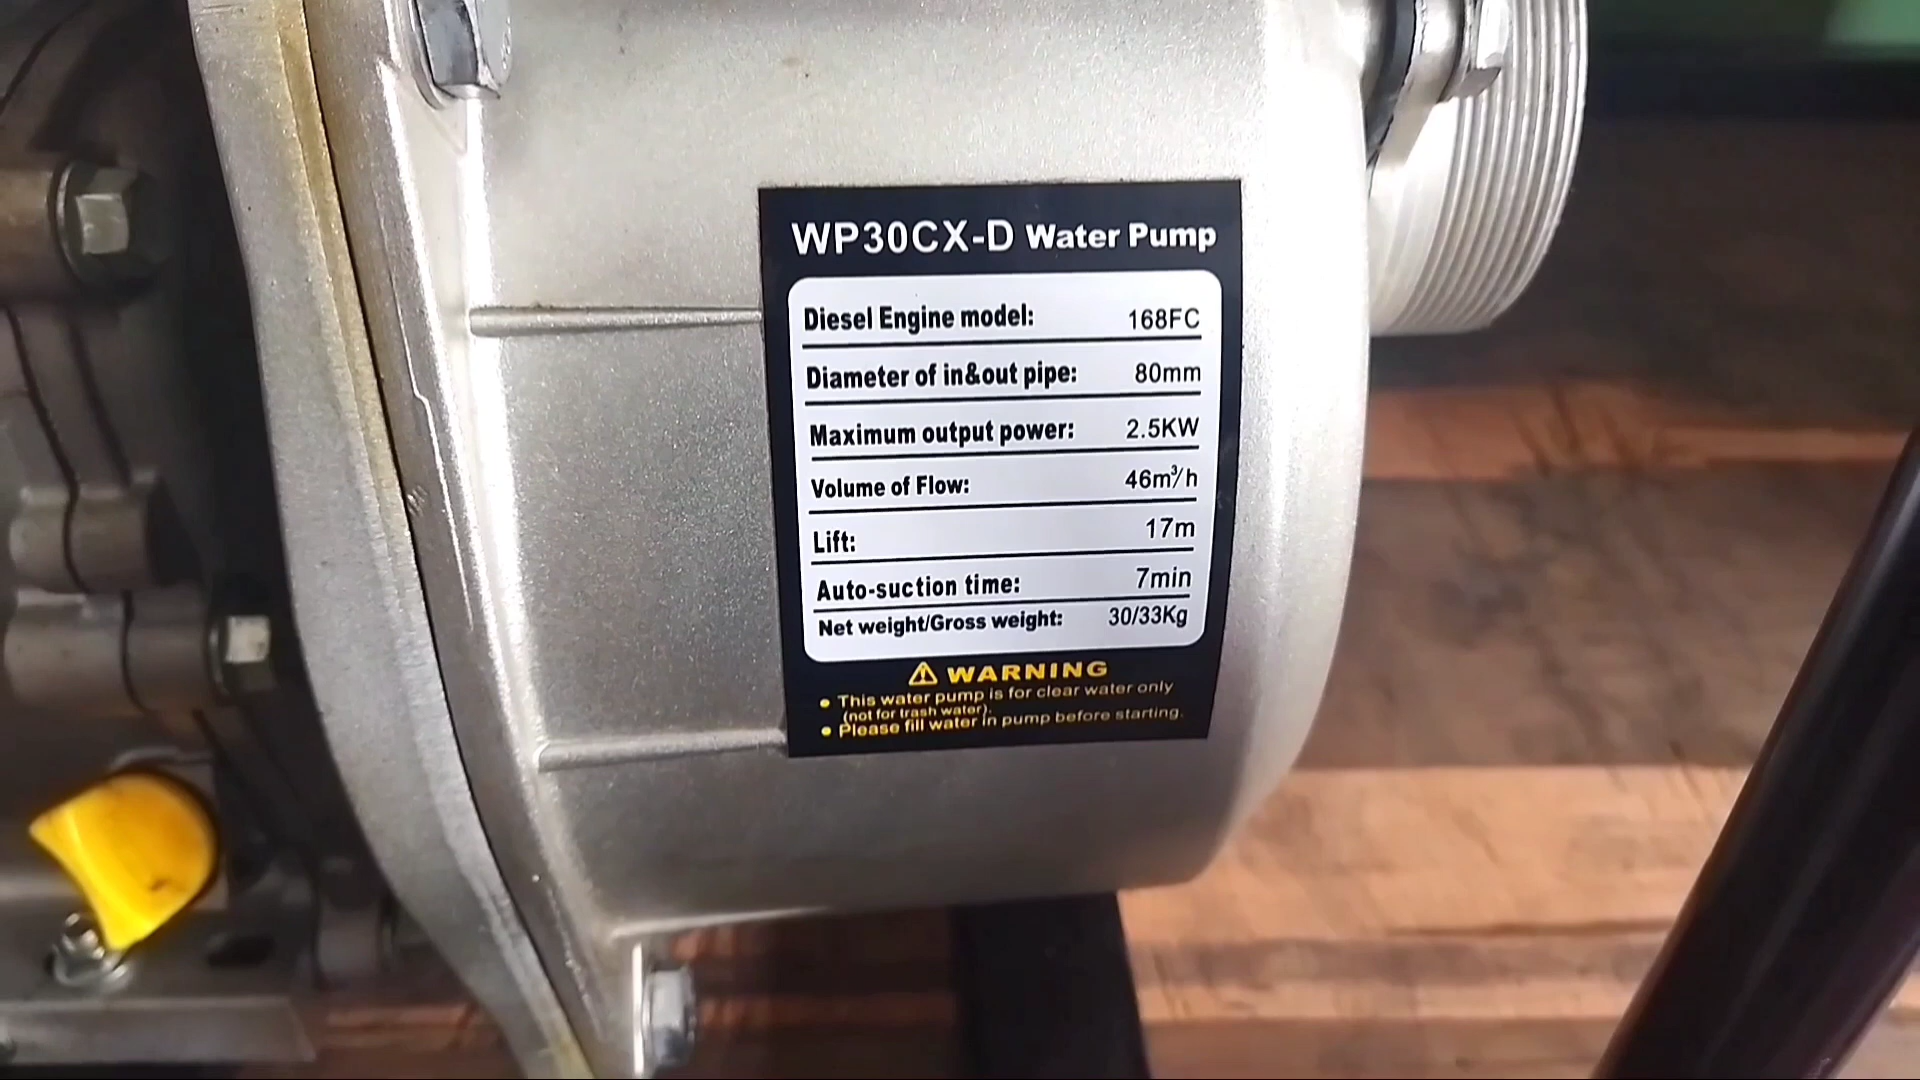 WP30CX-D Water Pump
Diesel Engine model: 168FC
Diameter of in&out pipe: 80mm
Maximum output power: 2.5KW
Volume of Flow: 46m³/h
Lift: 17m
Auto-suction time: 7min
Net weight/Gross weight: 30/33Kg
WARNING
• This water pump is for clear water only
(not for trash water).
• Please fill water in pump before starting.